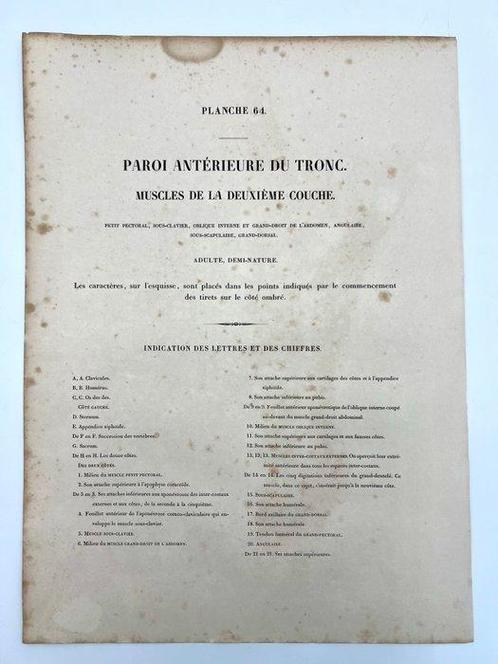 PLANCHE 64.
PAROI ANTÉRIEURE DU TRONC.
MUSCLES DE LA DEUXIÈME COUCHE.
PETIT PECTORAL, SOUS-CLAVIER, OBLIQUE INTERNE ET GRAND-DROIT DE L'ABDOMEN, ANGULAIRE,
SOUS-SCAPULAIRE, GRAND-DORSAL.
ADULTE, DEMI-NATURE.
Les caractères, sur l'esquisse, sont placés dans les points indiqués par le commencement
des tirets sur le côté ombré.
INDICATION DES LETTRES ET DES CHIFFRES.
A, A. Clavicules.
B, B. Humérus.
C, C. Os des
CÔTÉ GAUCHE.
D. Sternum.
E. Appendice xiphoïde.
De F en F. Succession des vertèbres.
G. Sacrum.
De H en H. Les douze côtes.
DES DEUX CÔTÉS.
1. Milieu du MUSCLE PETIT PECTORAL.
2. Son attache supérieure à l'apophyse coracoïde.
De 3 en 3. Ses attaches inférieures aux aponévroses des inter-costaux
externes et aux côtes, de la seconde à la cinquième.
4. Feuillet antérieur de l'aponévrose coraco-claviculaire qui en-
veloppe le muscle sous-clavier.
5. MUSCLE SOUS-CLAVIER.
6. Milieu du MUSCLE GRAND-DROIT DE L'ABDOMEN.
7. Son attache supérieure aux cartilages des côtes et à l'appendice
xiphoïde.
8. Son attache inférieure au pubis.
De 9 en 9. Feuillet antérieur aponévrotique de l'oblique interne coupé
au-devant du muscle grand-droit abdominal.
10. Milieu du MUSCLE OBLIQUE INTERNE.
11. Son attache supérieure aux cartilages et aux fausses côtes.
12. Son attache inférieure au pubis.
13, 13, 13. MUSCLES INTER-COSTAUX EXTERNES. On aperçoit leur extré-
mité antérieure dans tous les espaces inter-costaux.
De 14 en 14. Les cinq digitations inférieures du grand-dentelé. Ce
muscle, dans ce sujet, s'insérait jusqu'à la neuvième côte.
15. SOUS-SCAPULAIRE.
16. Son attache humérale.
17. Bord axillaire du GRAND-DORSAL.
18. Son attache humérale.
19. Tendon huméral du GRAND-PECTORAL.
20. ANGULAIRE.
De 21 en 21. Ses attaches supérieures.